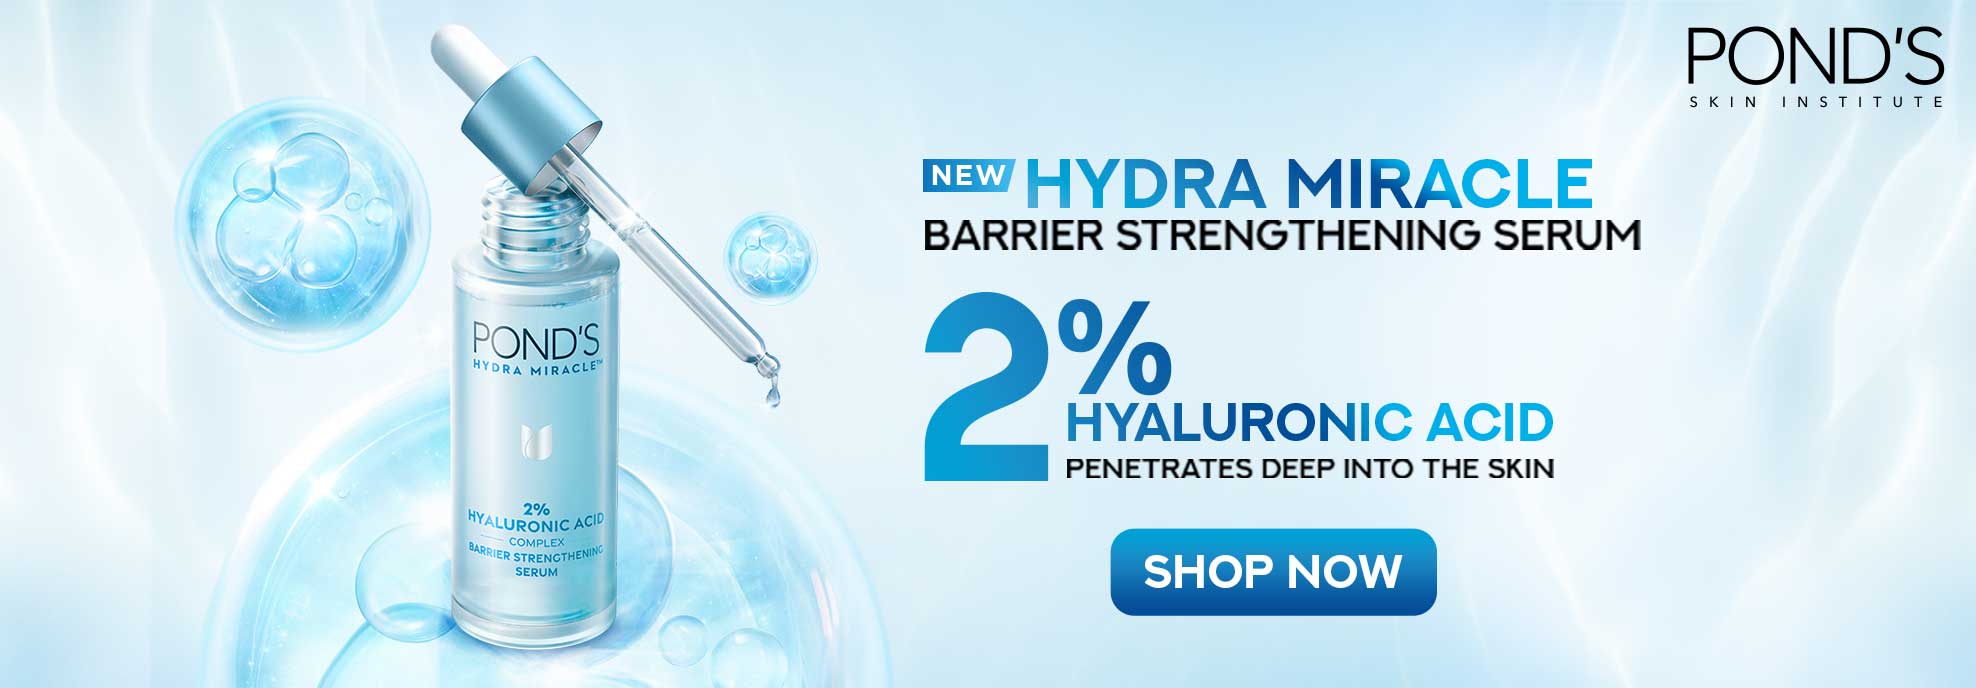 POND'S
SKIN INSTITUTE
NEW HYDRA MIRACLE
BARRIER STRENGTHENING SERUM
2%
HYALURONIC ACID
PENETRATES DEEP INTO THE SKIN
SHOP NOW
POND'S
HYDRA MIRACLE™
2%
HYALURONIC ACID
COMPLEX
BARRIER STRENGTHENING
SERUM